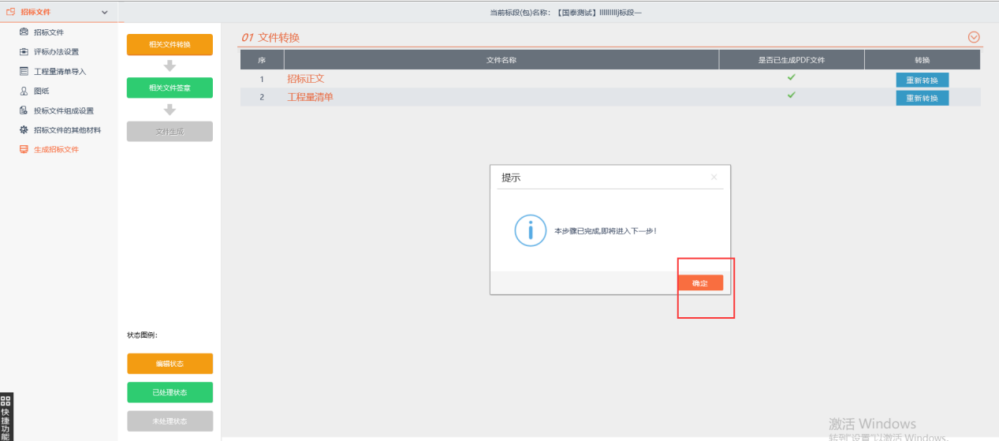 招标文件
当前标段(包)名称: 【国泰测试】lllllllllj标段一
招标文件
评标办法设置
工程量清单导入
图纸
投标文件组成设置
招标文件的其他材料
生成招标文件
相关文件转换
相关文件签章
文件生成
状态图例:
编辑状态
已处理状态
未处理状态
01 文件转换
序 文件名称 是否已生成PDF文件 转换
1 招标正文 重新转换
2 工程量清单 重新转换
提示
本步骤已完成,即将进入下一步!
确定
快捷功能
激活 Windows
转到"设置"以激活 Windows。